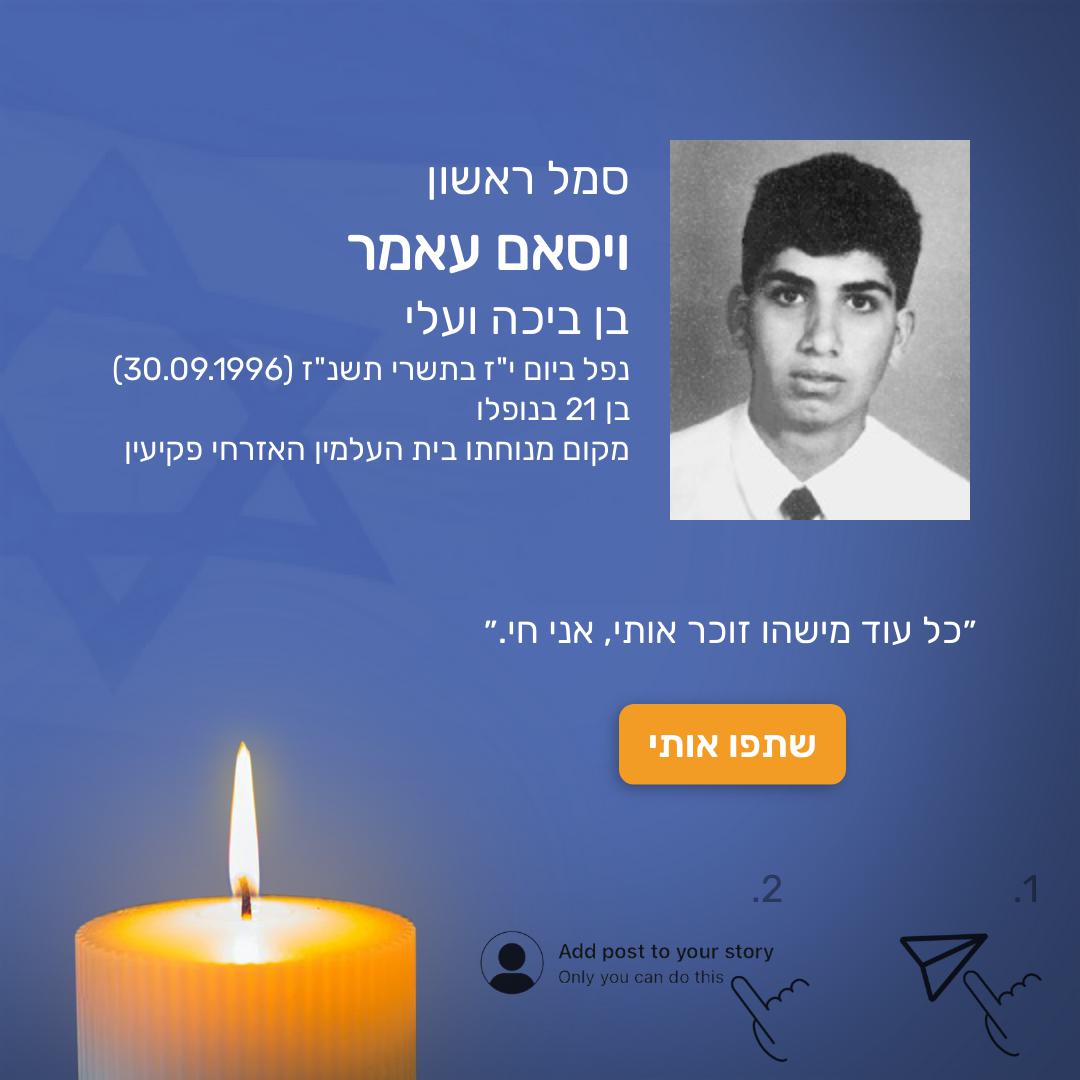 סמל ראשון
ויסאם עאמר
בן ביכה ועלי
נפל ביום י"ז בתשרי תשנ"ז (30.09.1996)
בן 21 בנופלו
מקום מנוחתו בית העלמין האזרחי פקיעין
״כל עוד מישהו זוכר אותי, אני חי.״
שתפו אותי
1.
2.
Add post to your story
Only you can do this